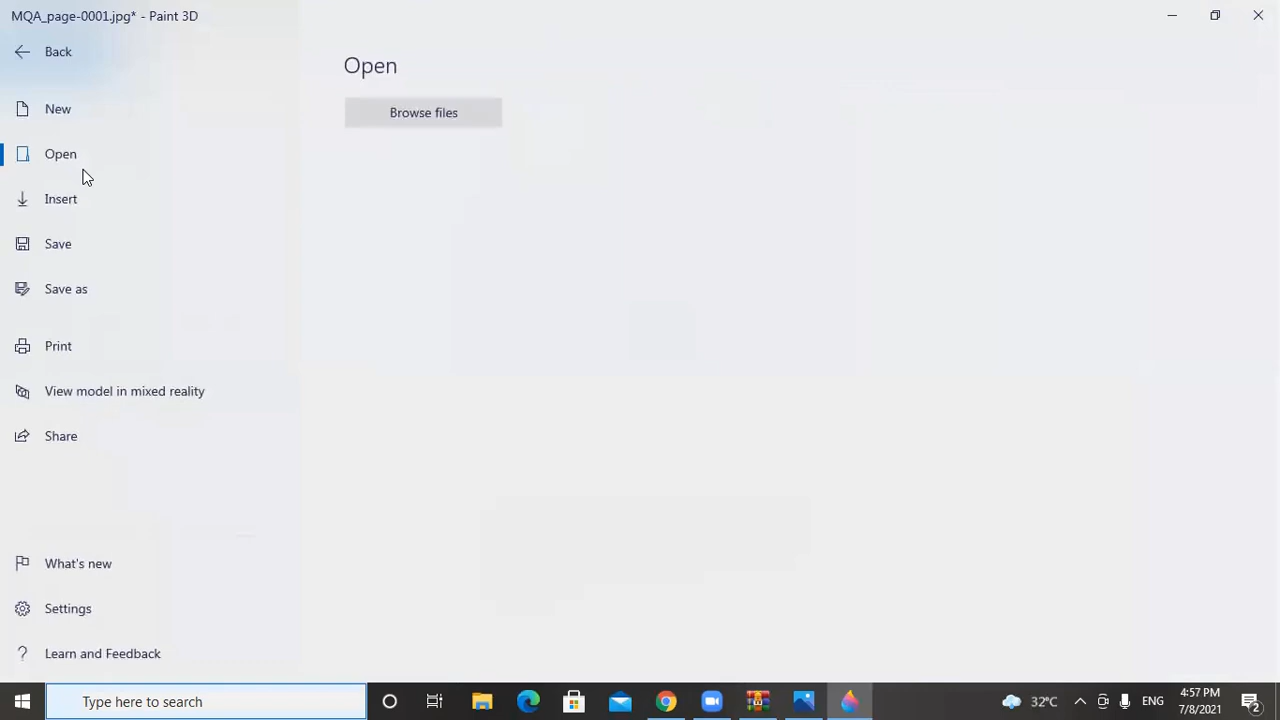 MQA_page-0001.jpg* - Paint 3D
Back
Open
New
Browse files
Open
Insert
Save
Save as
Print
View model in mixed reality
Share
What's new
Settings
Learn and Feedback
Type here to search
32°C
ENG
4:57 PM
7/8/2021
2